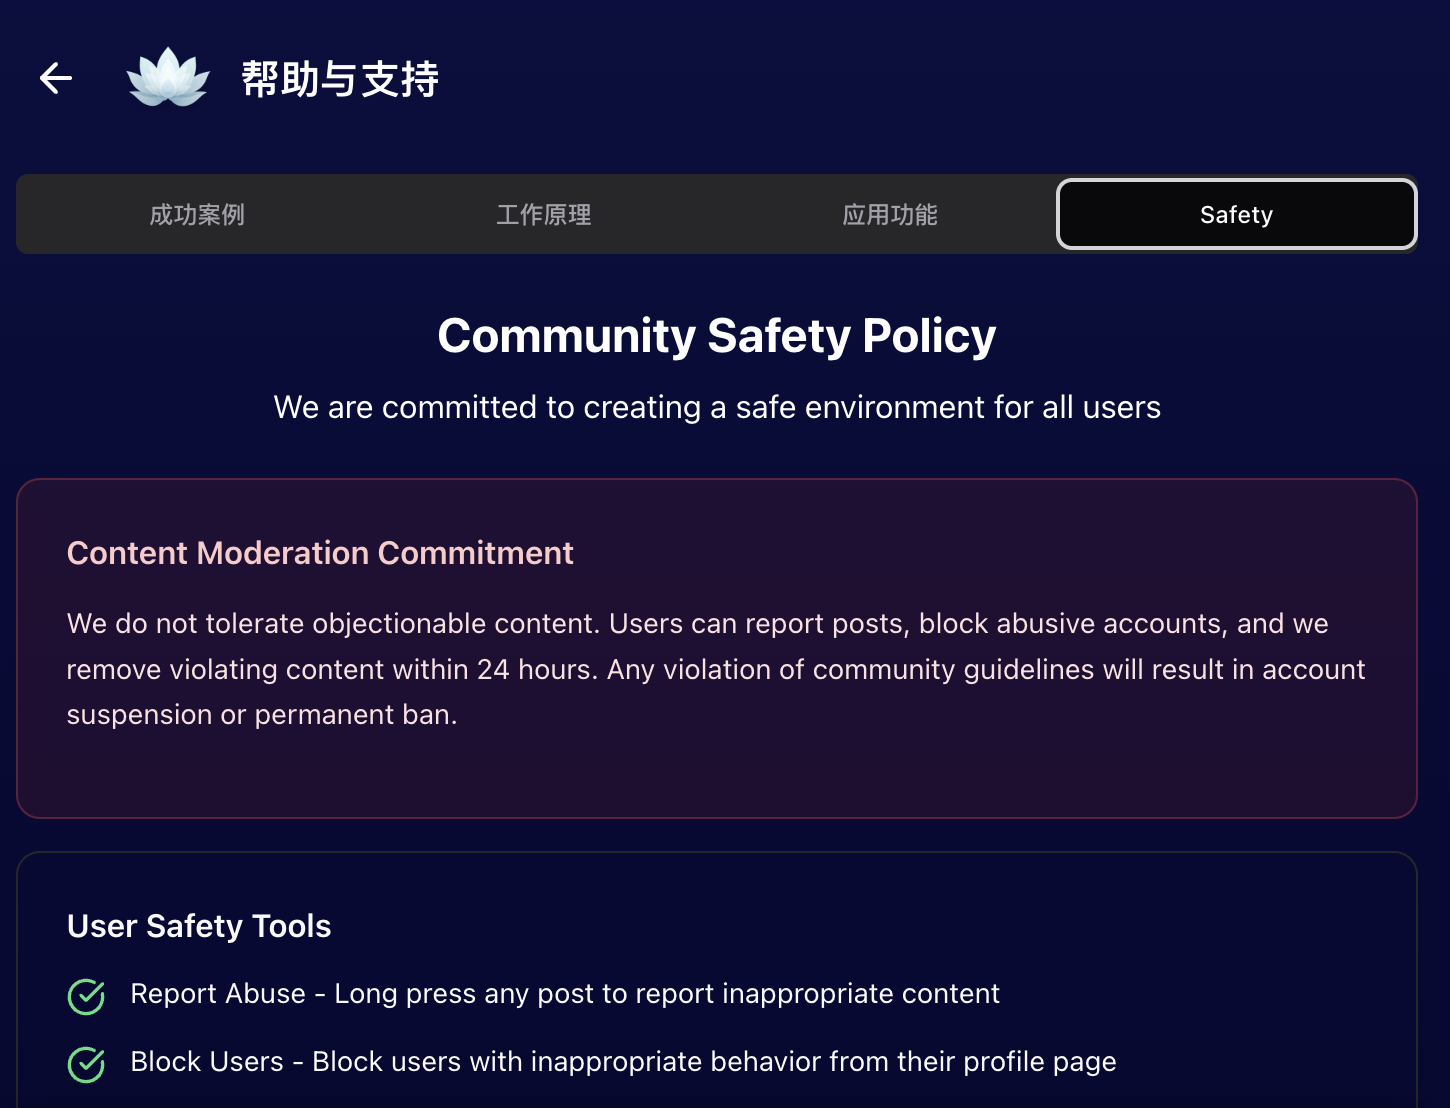 帮助与支持
成功案例
工作原理
应用功能
Safety
Community Safety Policy
We are committed to creating a safe environment for all users
Content Moderation Commitment
We do not tolerate objectionable content. Users can report posts, block abusive accounts, and we
remove violating content within 24 hours. Any violation of community guidelines will result in account
suspension or permanent ban.
User Safety Tools
Report Abuse - Long press any post to report inappropriate content
Block Users - Block users with inappropriate behavior from their profile page